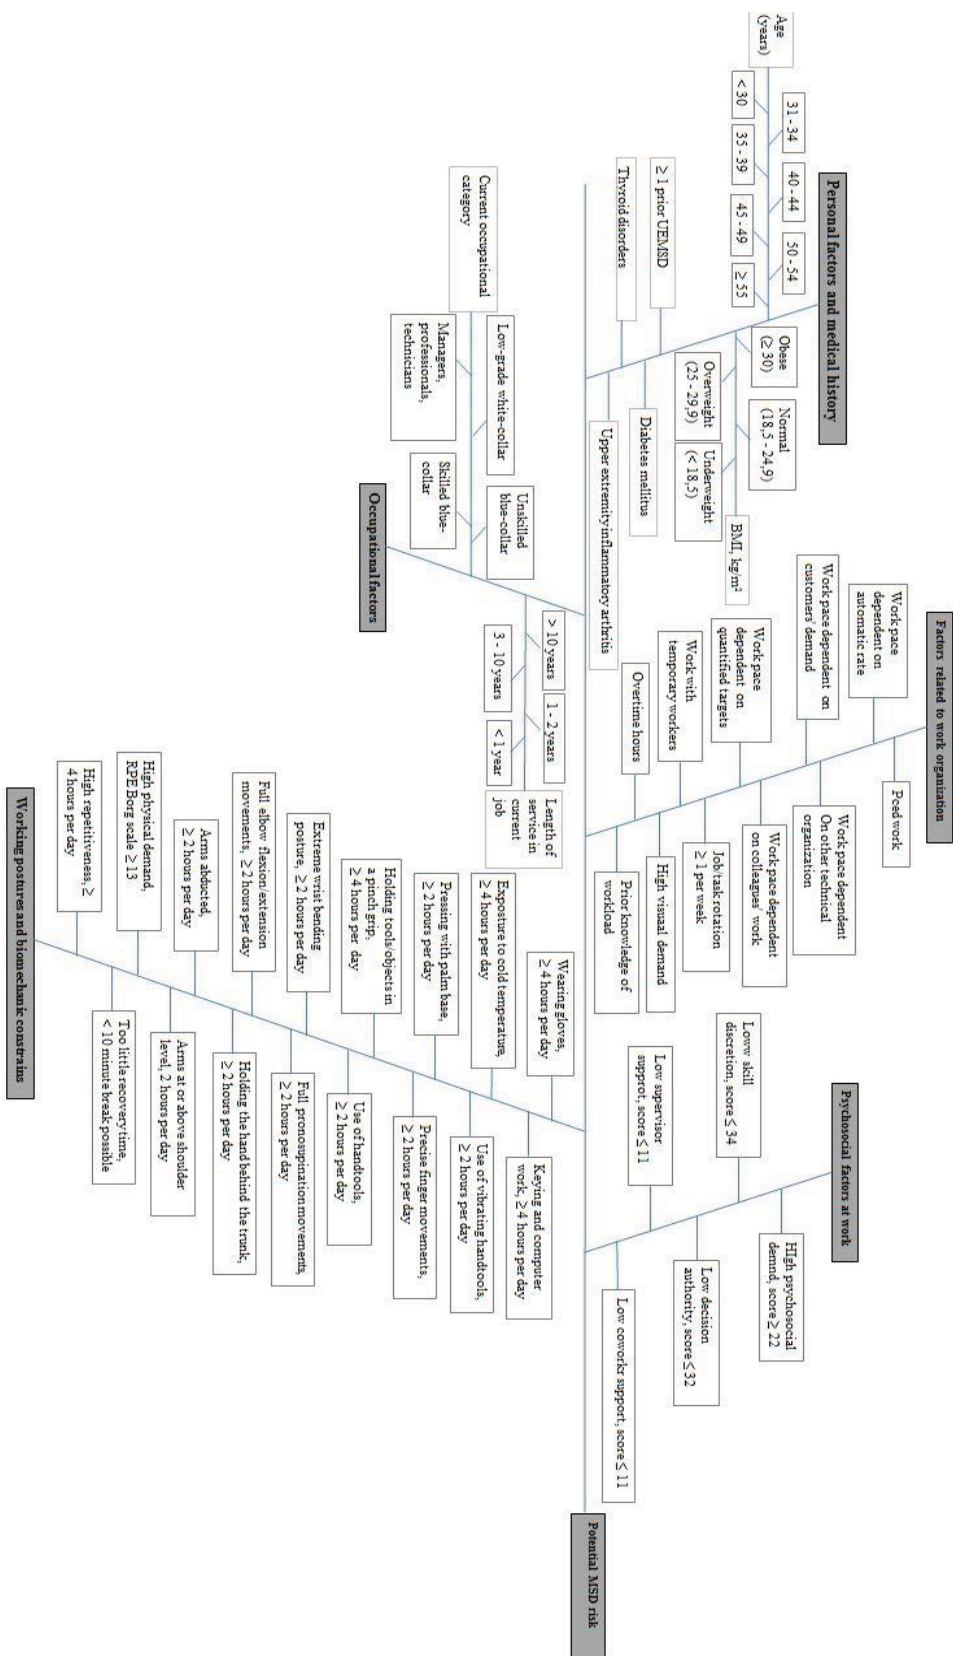 Personal factors and medical history
Age
(years)
31 - 34
40 - 44
50 - 54
< 30
35 - 39
45 - 49
≥ 55
Obese
(≥ 30)
Normal
(18,5 - 24,9)
Overweight
(25 - 29,9)
Underweight
(< 18,5)
BMI, kg/m²
≥ 1 prior UEMSD
Thyroid disorders
Diabetes mellitus
Upper extremity inflammatory arthritis
Factors related to work organization
Work pace
dependent on
automatic rate
Work pace dependent on
customers' demand
Work pace
dependent on
quantified targets
Work with
temporary workers
Overtime hours
Pced work
Work pace dependent
On other technical
organization
Work pace dependent
on colleagues' work
Job/task rotation
≥ 1 per week
High visuaal demand
Prior knowledge of
workload
Psychosocial factors at work
Loww skill
discretion, score ≤ 34
Low supervisor
supprot, score ≤ 11
HIgh psychosocial
demnd, score ≥ 22
Low decision
authority, score ≤ 32
Low coworkr support, score ≤ 11
Potential MSD risk
Current occupational
category
Low-grade white-collar
Unskilled
blue-collar
Managers,
professionals,
technicians
Skilled blue-
collar
Occupational factors
> 10 years
1 - 2 years
3 - 10 years
< 1 year
Length of
service in
current
job
Wearing gloves,
≥ 4 hours per day
Exposture to cold temperature,
≥ 4 hours per day
Pressing with palm base,
≥ 2 hours per day
Holding tools/objects in
a pinch grip,
≥ 4 hours per day
Extreme wrist bending
posture, ≥ 2 hours per day
Full elbow flexion/extension
movements, ≥ 2 hours per day
Arms abducted,
≥ 2 hours per day
High physical demand,
RPE Borg scale ≥ 13
High repetitiveness, ≥
4 hours per day
Keying and computer
work, ≥ 4 hours per day
Use of vibrating handtools,
≥ 2 hours per day
Precise finger movements,
≥ 2 hours per day
Use of handtools,
≥ 2 hours per day
Full pronosupination movements,
≥ 2 hours per day
Holding the hand behind the trunk,
≥ 2 hours per day
Arms at or above shoulder
level, 2 hours per day
Too little recovery time,
< 10 minute break possible
Working postures and biomechanic constrains